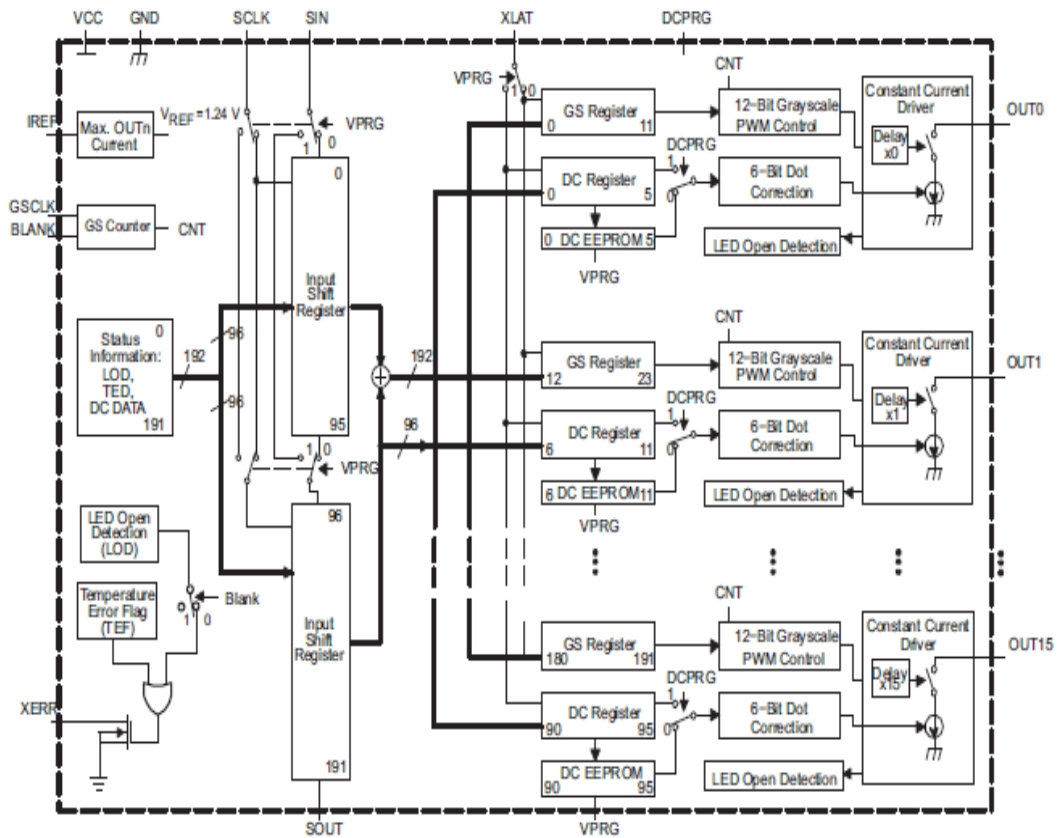 VCC GND SCLK SIN XLAT DCPRG
IREF
Max. OUTn
Current
VREF =1.24 V
VPRG
1 0
0
GSCLK
BLANK
GS Counter
CNT
Input
Shift
Register
95
0
Status
Information:
LOD,
TED,
DC DATA
191
192
96
96
1 0
VPRG
LED Open
Detection
(LOD)
Temperature
Error Flag
(TEF)
Blank
1 0
XERR
96
Input
Shift
Register
191
SOUT
192
96
VPRG
1 0
GS Register
0 11
DC Register
0 5
0 DC EEPROM 5
VPRG
DCPRG
1
0
CNT
12-Bit Grayscale
PWM Control
6-Bit Dot
Correction
LED Open Detection
Constant Current
Driver
Delay
x0
OUT0
GS Register
12 23
DC Register
6 11
6 DC EEPROM 11
VPRG
DCPRG
1
0
CNT
12-Bit Grayscale
PWM Control
6-Bit Dot
Correction
LED Open Detection
Constant Current
Driver
Delay
x1
OUT1
GS Register
180 191
DC Register
90 95
DC EEPROM
90 95
VPRG
DCPRG
1
0
CNT
12-Bit Grayscale
PWM Control
6-Bit Dot
Correction
LED Open Detection
Constant Current
Driver
Delay
x15
OUT15